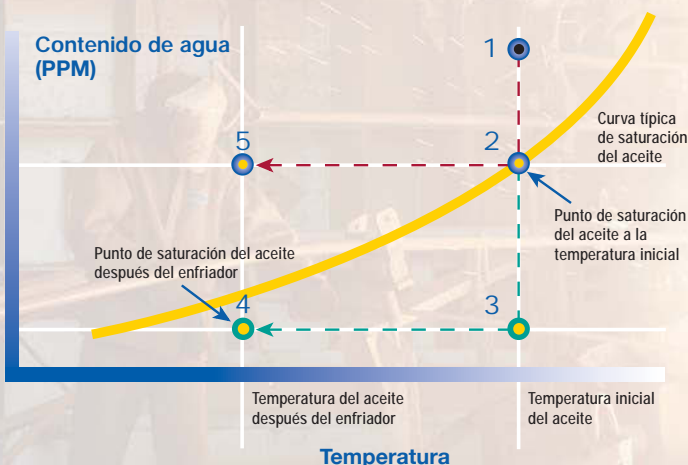 Contenido de agua
(PPM)
1
Curva típica
de saturación
del aceite
5
2
Punto de saturación
del aceite a la
temperatura inicial
Punto de saturación del aceite
después del enfriador
4
3
Temperatura del aceite
después del enfriador
Temperatura inicial
del aceite
Temperatura